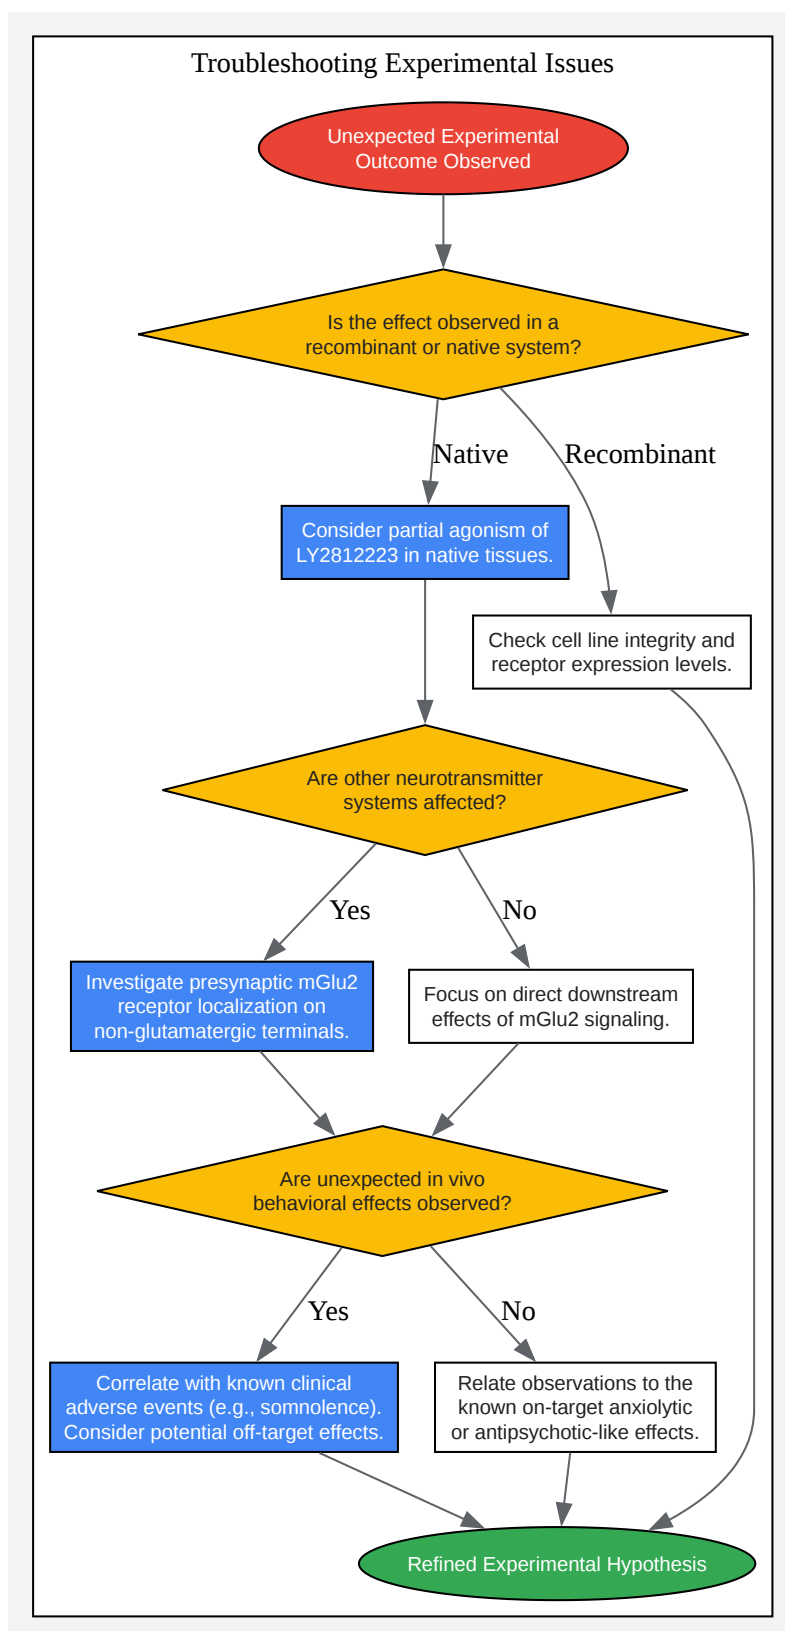 Troubleshooting Experimental Issues
Unexpected Experimental
Outcome Observed
Is the effect observed in a
recombinant or native system?
Native
Recombinant
Consider partial agonism of
LY2812223 in native tissues.
Check cell line integrity and
receptor expression levels.
Are other neurotransmitter
systems affected?
Yes
No
Investigate presynaptic mGlu2
receptor localization on
non-glutamatergic terminals.
Focus on direct downstream
effects of mGlu2 signaling.
Are unexpected in vivo
behavioral effects observed?
Yes
No
Correlate with known clinical
adverse events (e.g., somnolence).
Consider potential off-target effects.
Relate observations to the
known on-target anxiolytic
or antipsychotic-like effects.
Refined Experimental Hypothesis